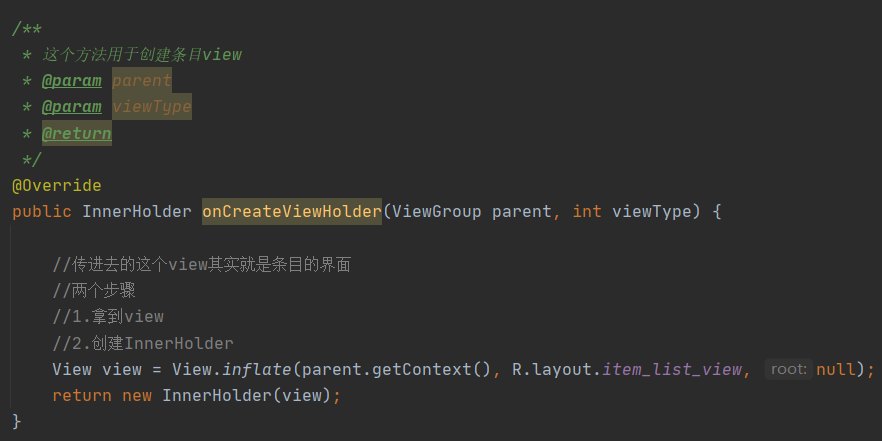 /**
 * 这个方法用于创建条目view
 * @param parent
 * @param viewType
 * @return
 */
@Override
public InnerHolder onCreateViewHolder(ViewGroup parent, int viewType) {
    //传进去的这个view其实就是条目的界面
    //两个步骤
    //1.拿到view
    //2.创建InnerHolder
    View view = View.inflate(parent.getContext(), R.layout.item_list_view, root: null);
    return new InnerHolder(view);
}